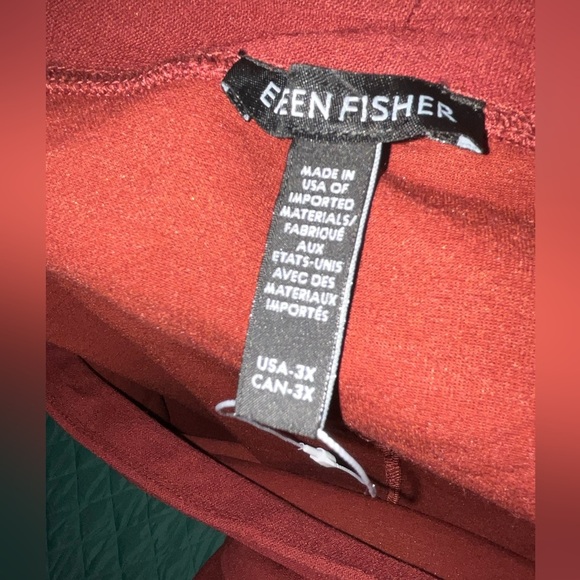 EILEEN FISHER
MADE IN
USA OF
IMPORTED
MATERIALS/
FABRIQUÉ
AUX
ETATS-UNIS
AVEC DES
MATERIAUX
IMPORTÉS
USA-3X
CAN-3X